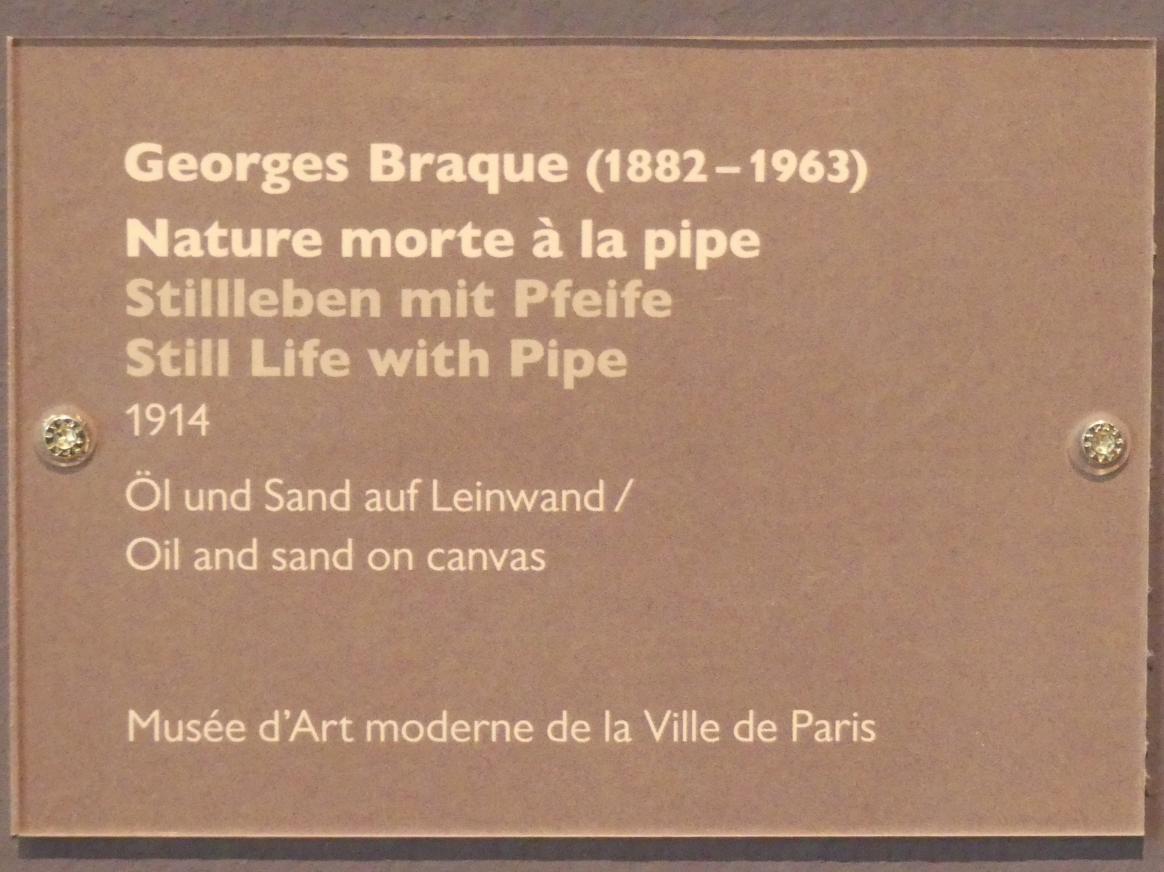 Georges Braque (1882 – 1963)
Nature morte à la pipe
Stillleben mit Pfeife
Still Life with Pipe
1914
Öl und Sand auf Leinwand /
Oil and sand on canvas
Musée d’Art moderne de la Ville de Paris